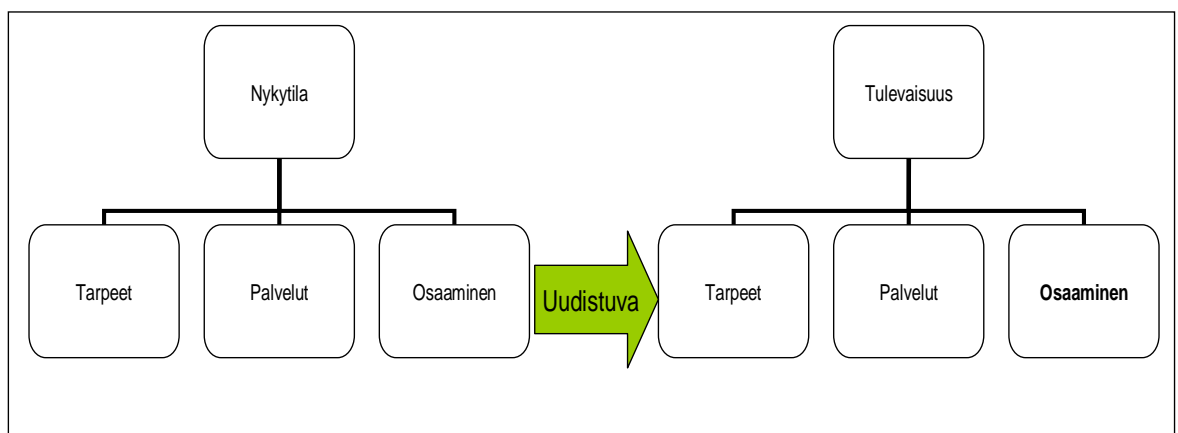 Nykytila
Tulevaisuus
Tarpeet
Palvelut
Osaaminen
Uudistuva
Tarpeet
Palvelut
Osaaminen